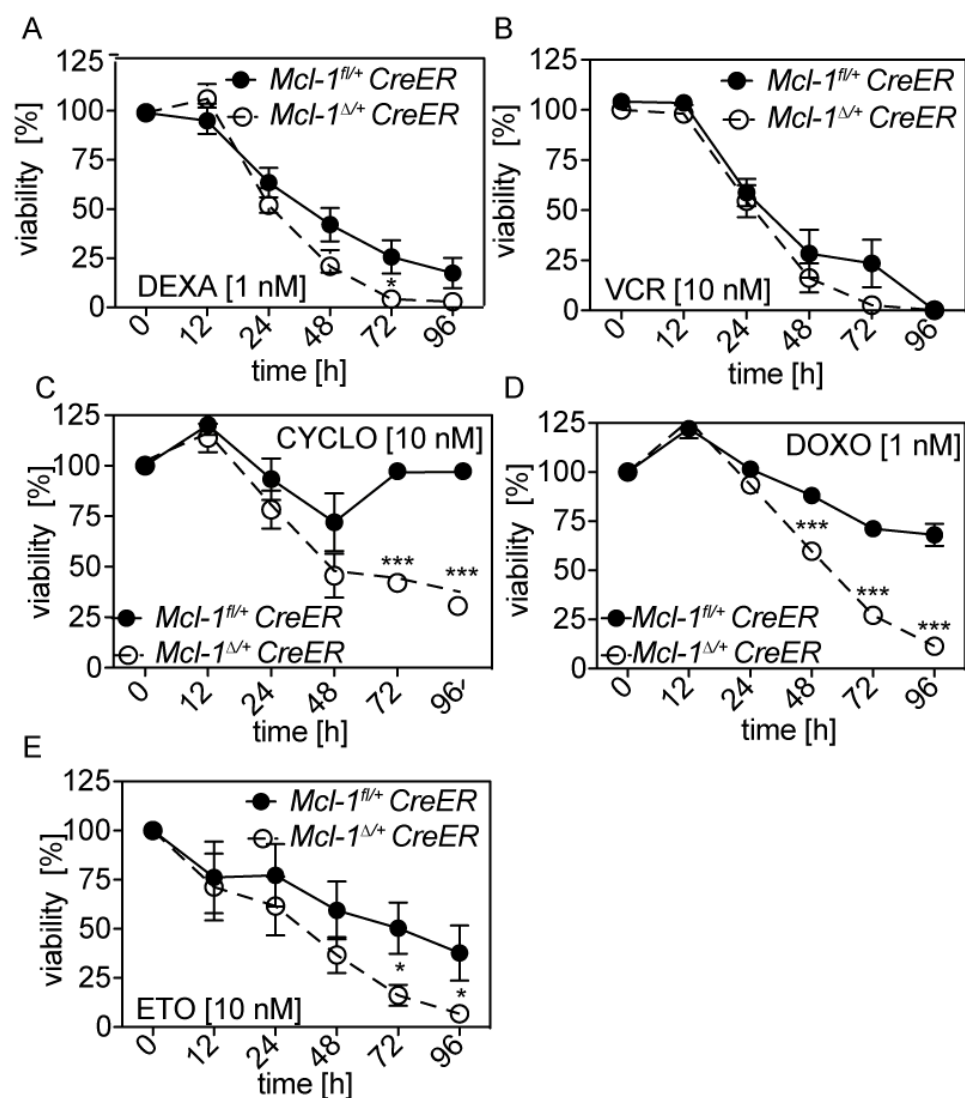 A
viability [%]
125
100
75
50
25
0
Mcl-1fl/+ CreER
Mcl-1Δ/+ CreER
*
DEXA [1 nM]
0 12 24 48 72 96
time [h]
B
viability [%]
125
100
75
50
25
0
Mcl-1fl/+ CreER
Mcl-1Δ/+ CreER
VCR [10 nM]
0 12 24 48 72 96
time [h]
C
viability [%]
125
100
75
50
25
0
CYCLO [10 nM]
*** ***
Mcl-1fl/+ CreER
Mcl-1Δ/+ CreER
0 12 24 48 72 96
time [h]
D
viability [%]
125
100
75
50
25
0
DOXO [1 nM]
***
***
***
Mcl-1fl/+ CreER
Mcl-1Δ/+ CreER
0 12 24 48 72 96
time [h]
E
viability [%]
125
100
75
50
25
0
Mcl-1fl/+ CreER
Mcl-1Δ/+ CreER
*
*
ETO [10 nM]
0 12 24 48 72 96
time [h]